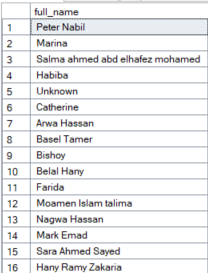 full_name
1 Peter Nabil
2 Marina
3 Salma ahmed abd elhafez mohamed
4 Habiba
5 Unknown
6 Catherine
7 Arwa Hassan
8 Basel Tamer
9 Bishoy
10 Belal Hany
11 Farida
12 Moamen Islam talima
13 Nagwa Hassan
14 Mark Emad
15 Sara Ahmed Sayed
16 Hany Ramy Zakaria